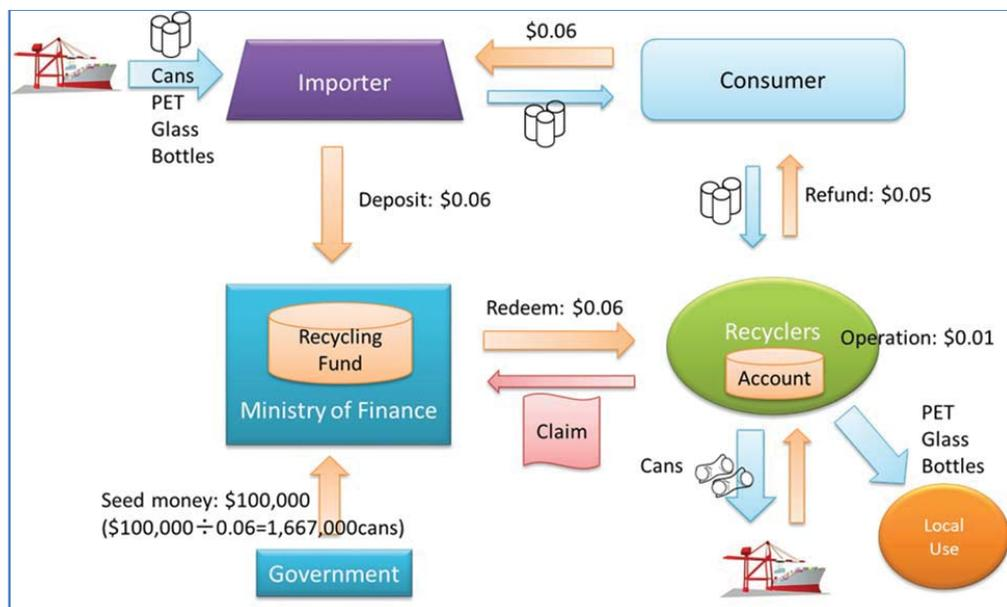 $0.06
Importer
Consumer
Cans
PET
Glass
Bottles
Deposit: $0.06
Refund: $0.05
Redeem: $0.06
Recycling
Fund
Ministry of Finance
Recyclers
Operation: $0.01
Account
Claim
PET
Glass
Bottles
Cans
Seed money: $100,000
($100,000÷0.06=1,667,000cans)
Local
Use
Government